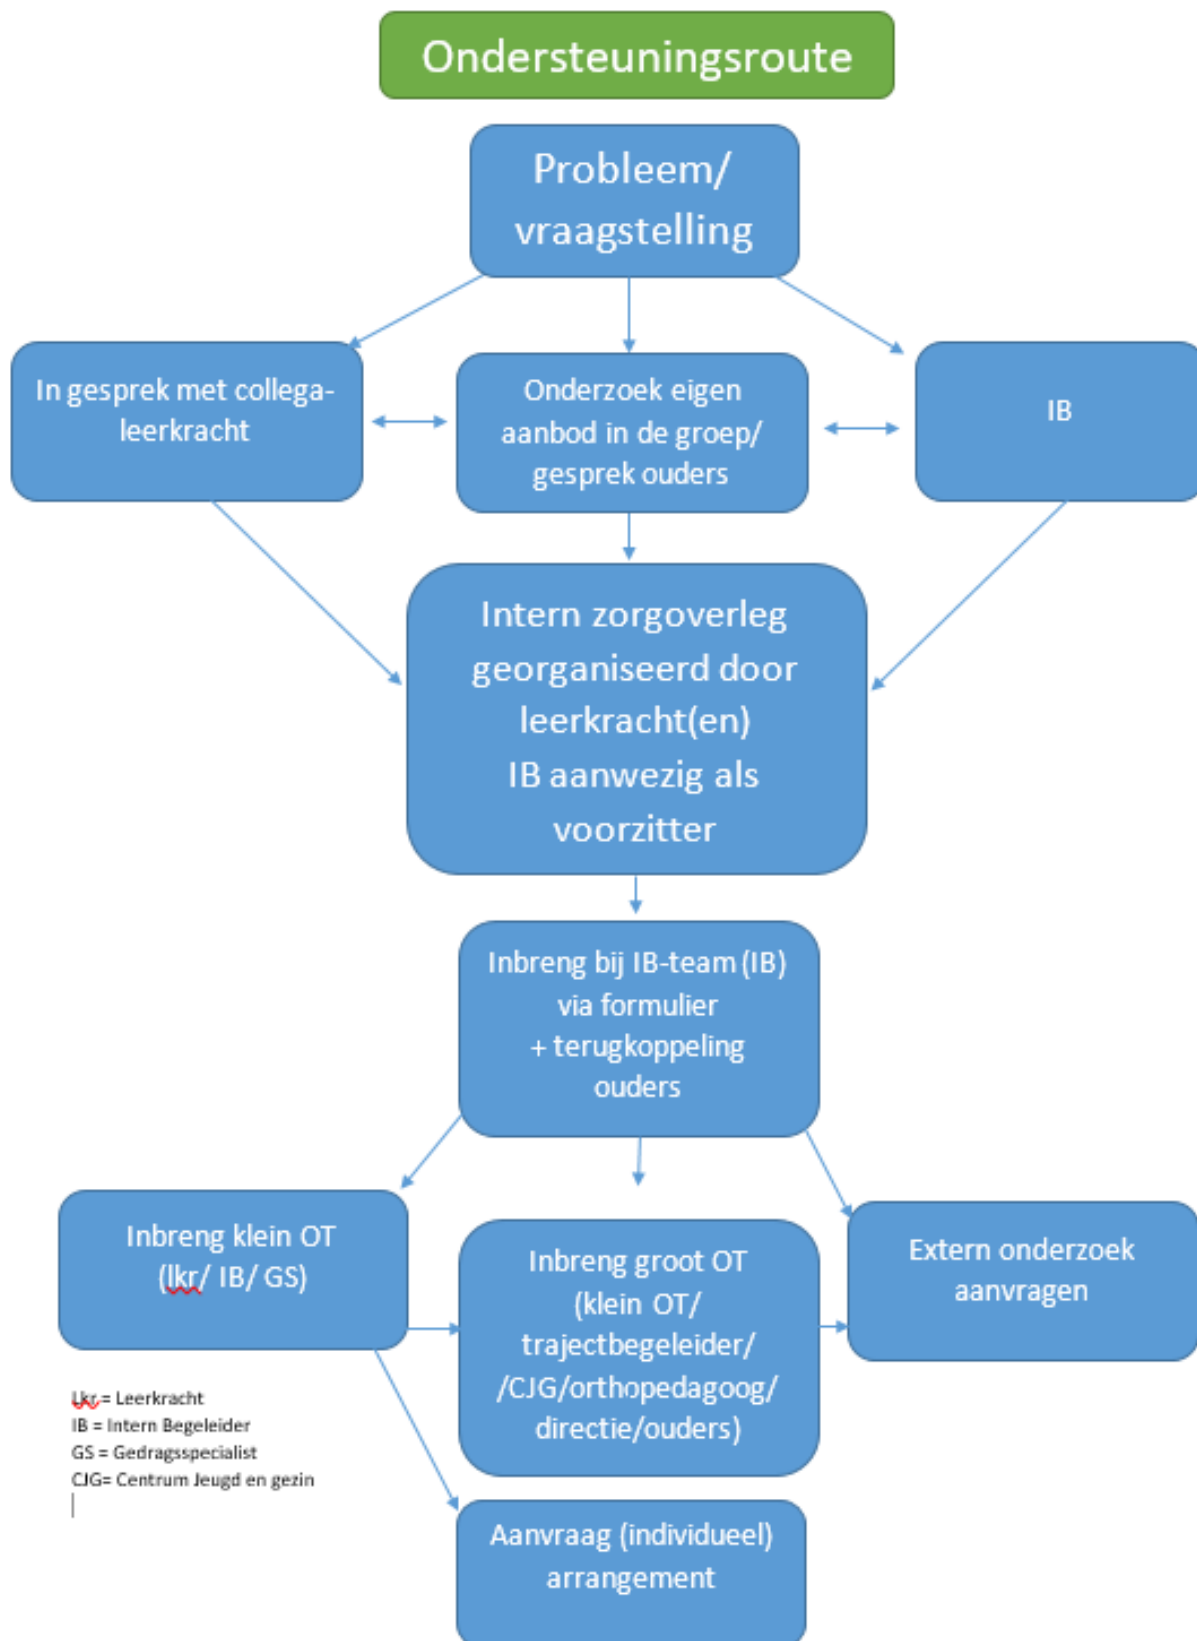 Ondersteuningsroute
Probleem/
vraagstelling
In gesprek met collega-
leerkracht
Onderzoek eigen
aanbod in de groep/
gesprek ouders
IB
Intern zorgoverleg
georganiseerd door
leerkracht(en)
IB aanwezig als
voorzitter
Inbreng bij IB-team (IB)
via formulier
+ terugkoppeling
ouders
Inbreng klein OT
(lkr/ IB/ GS)
Inbreng groot OT
(klein OT/
trajectbegeleider/
/CJG/orthopedagoog/
directie/ouders)
Extern onderzoek
aanvragen
Lkr = Leerkracht
IB = Intern Begeleider
GS = Gedragsspecialist
CJG= Centrum Jeugd en gezin
Aanvraag (individueel)
arrangement